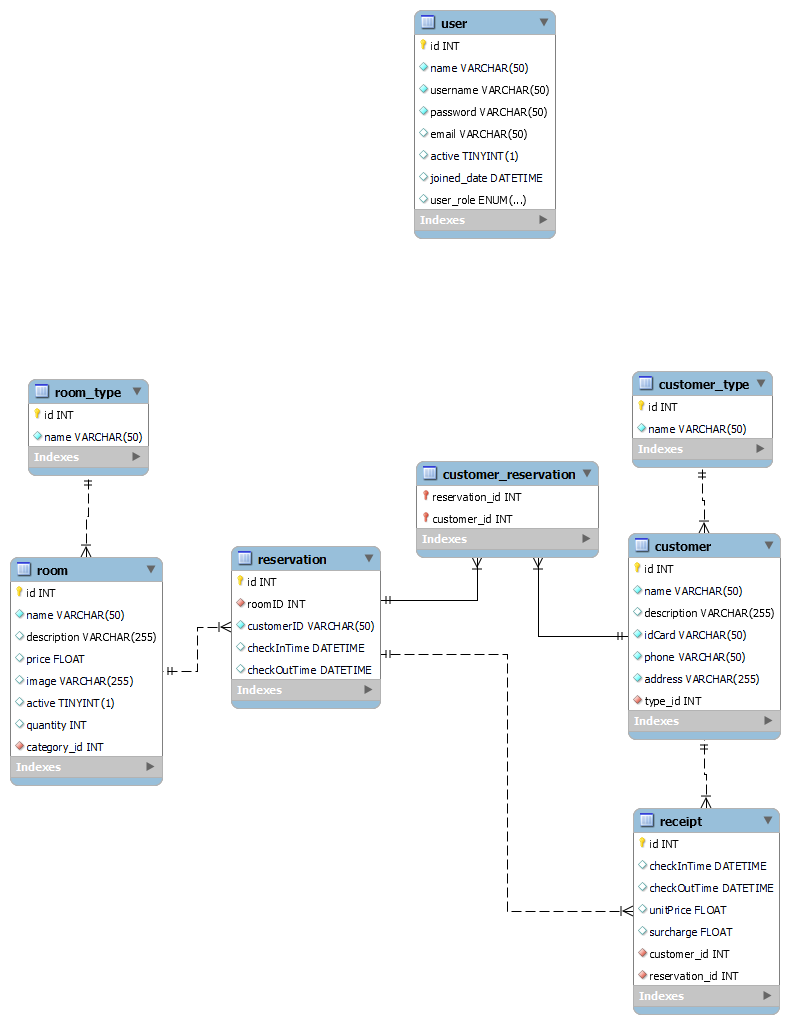 user
id INT
name VARCHAR(50)
username VARCHAR(50)
password VARCHAR(50)
email VARCHAR(50)
active TINYINT(1)
joined_date DATETIME
user_role ENUM(...)
Indexes
room_type
id INT
name VARCHAR(50)
Indexes
customer_type
id INT
name VARCHAR(50)
Indexes
customer_reservation
reservation_id INT
customer_id INT
Indexes
room
id INT
name VARCHAR(50)
description VARCHAR(255)
price FLOAT
image VARCHAR(255)
active TINYINT(1)
quantity INT
category_id INT
Indexes
reservation
id INT
roomID INT
customerID VARCHAR(50)
checkInTime DATETIME
checkOutTime DATETIME
Indexes
customer
id INT
name VARCHAR(50)
description VARCHAR(255)
idCard VARCHAR(50)
phone VARCHAR(50)
address VARCHAR(255)
type_id INT
Indexes
receipt
id INT
checkInTime DATETIME
checkOutTime DATETIME
unitPrice FLOAT
surcharge FLOAT
customer_id INT
reservation_id INT
Indexes